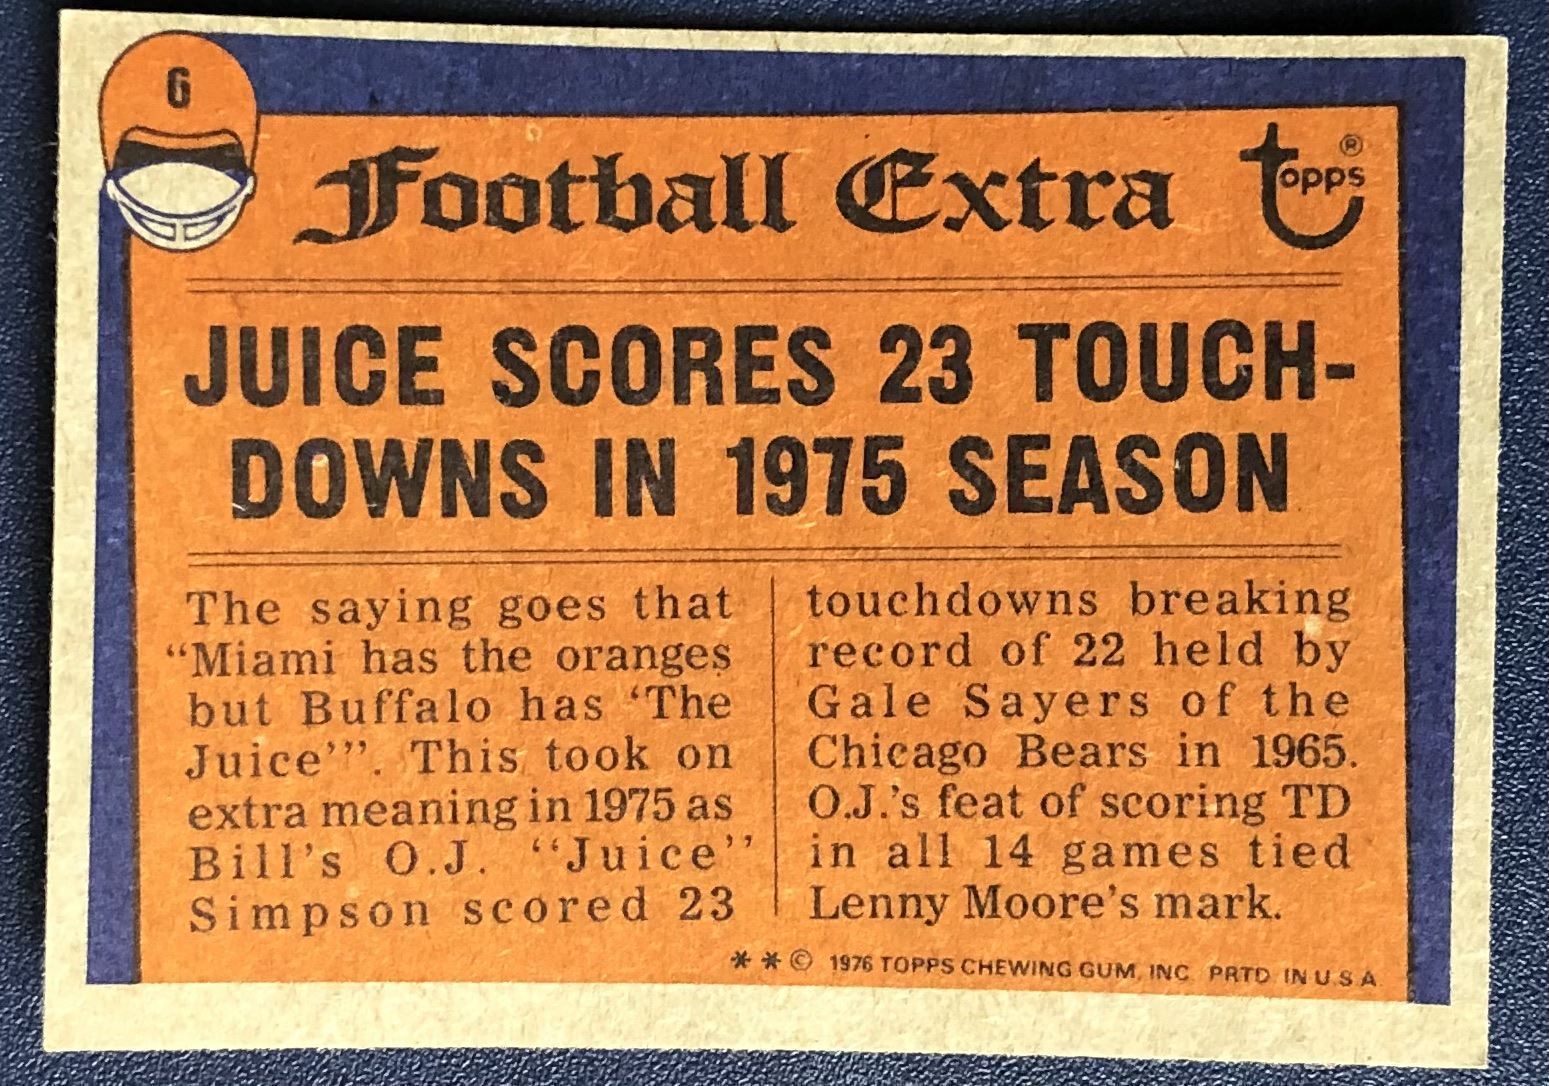 6
Football Extra
topps ®
JUICE SCORES 23 TOUCH-
DOWNS IN 1975 SEASON
The saying goes that
“Miami has the oranges
but Buffalo has ‘The
Juice’”. This took on
extra meaning in 1975 as
Bill's O.J. “Juice”
Simpson scored 23
touchdowns breaking
record of 22 held by
Gale Sayers of the
Chicago Bears in 1965.
O.J.'s feat of scoring TD
in all 14 games tied
Lenny Moore's mark.
* * © 1976 TOPPS CHEWING GUM, INC. PRTD. IN U.S.A.